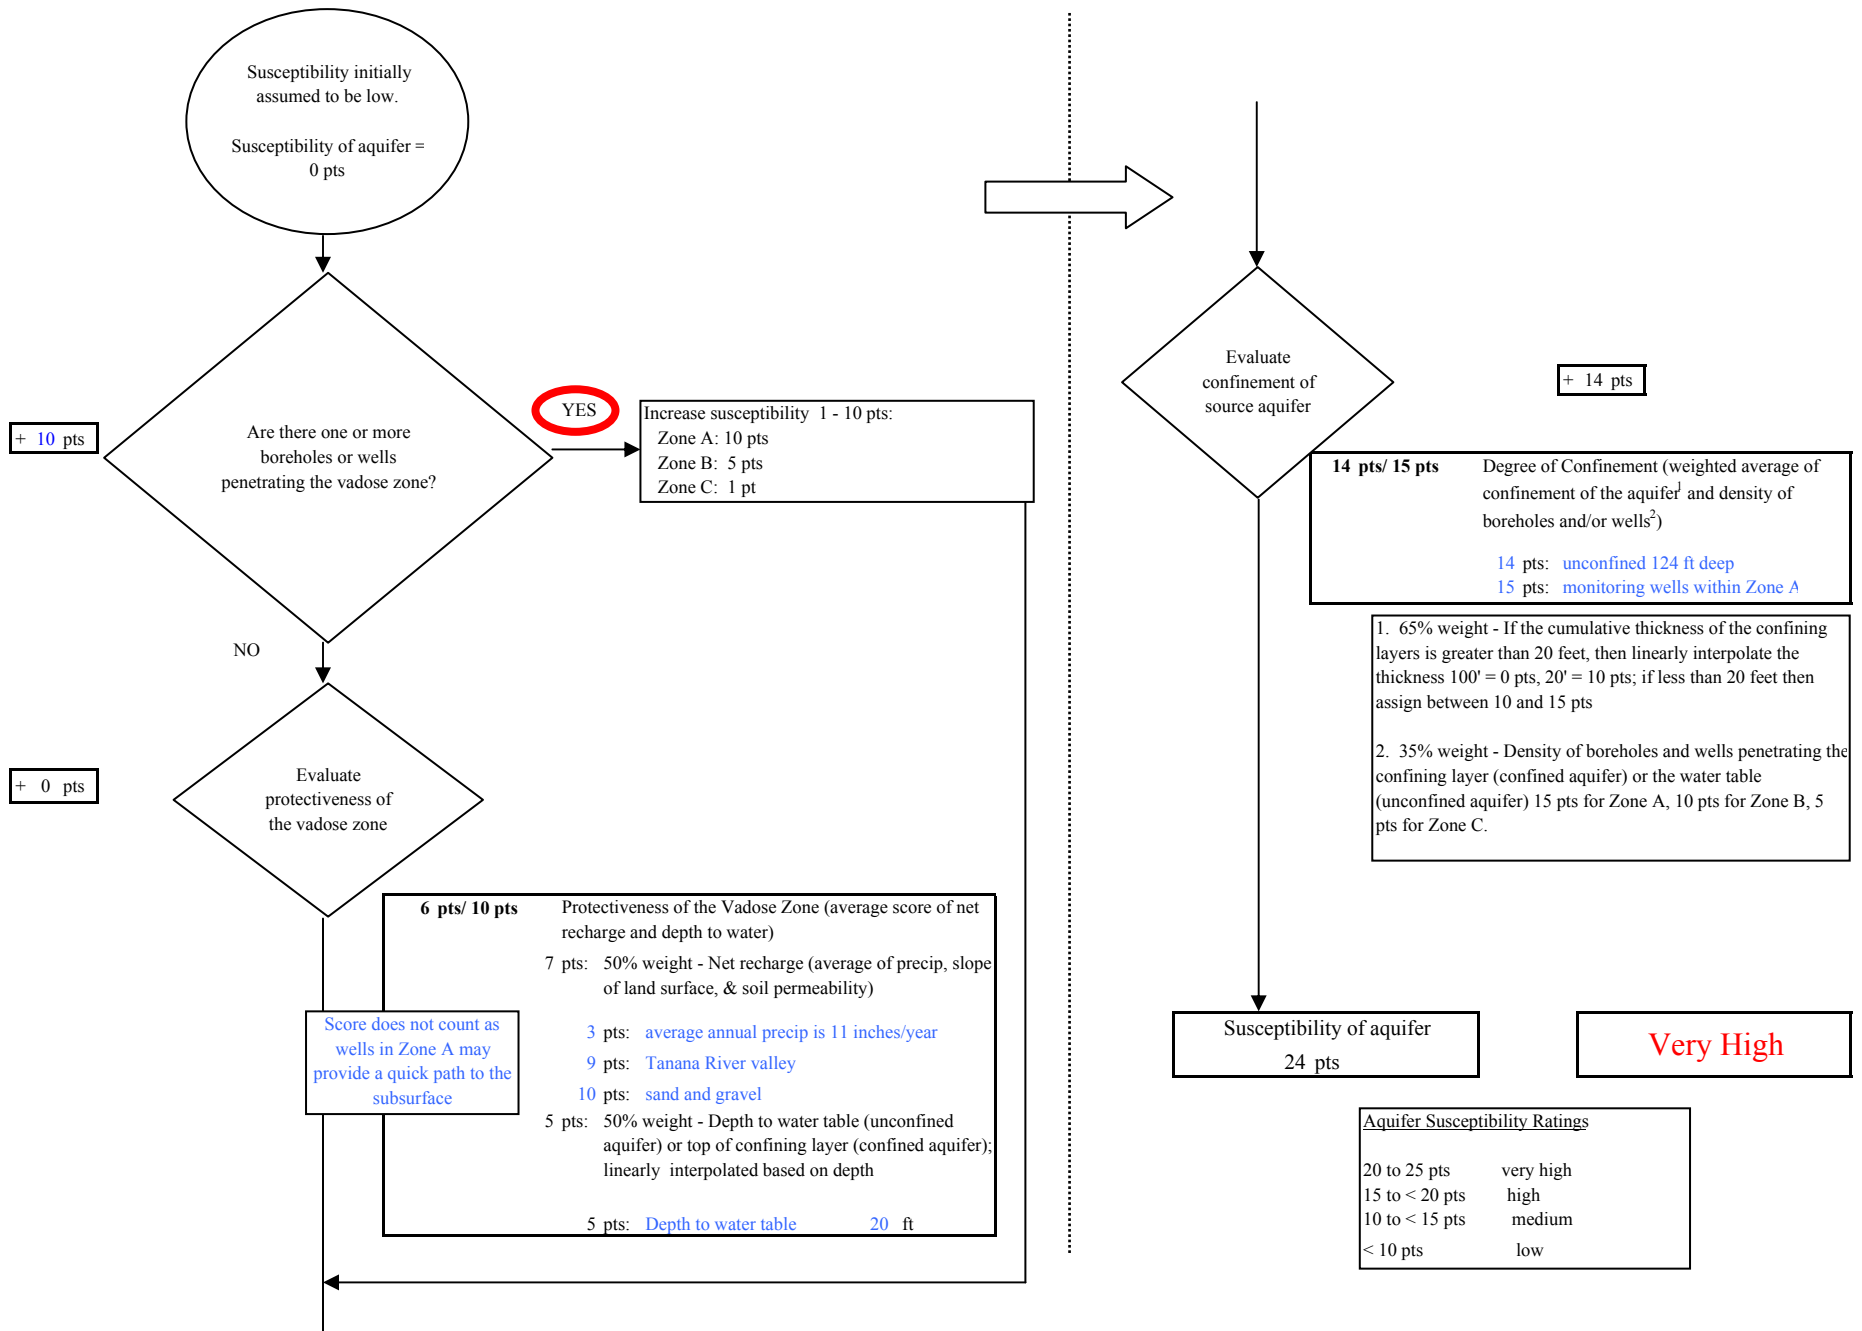 Susceptibility initially
assumed to be low.
Susceptibility of aquifer =
0 pts
+ 10 pts
Are there one or more
boreholes or wells
penetrating the vadose zone?
YES
Increase susceptibility 1 - 10 pts:
Zone A: 10 pts
Zone B: 5 pts
Zone C: 1 pt
NO
+ 0 pts
Evaluate
protectiveness of
the vadose zone
6 pts/ 10 pts
Protectiveness of the Vadose Zone (average score of net
recharge and depth to water)
7 pts: 50% weight - Net recharge (average of precip, slope
of land surface, & soil permeability)
3 pts: average annual precip is 11 inches/year
9 pts: Tanana River valley
10 pts: sand and gravel
5 pts: 50% weight - Depth to water table (unconfined
aquifer) or top of confining layer (confined aquifer);
linearly interpolated based on depth
5 pts: Depth to water table 20 ft
Score does not count as
wells in Zone A may
provide a quick path to the
subsurface
Evaluate
confinement of
source aquifer
+ 14 pts
14 pts/ 15 pts
Degree of Confinement (weighted average of
confinement of the aquifer1 and density of
boreholes and/or wells2)
14 pts: unconfined 124 ft deep
15 pts: monitoring wells within Zone A
1. 65% weight - If the cumulative thickness of the confining
layers is greater than 20 feet, then linearly interpolate the
thickness 100' = 0 pts, 20' = 10 pts; if less than 20 feet then
assign between 10 and 15 pts
2. 35% weight - Density of boreholes and wells penetrating the
confining layer (confined aquifer) or the water table
(unconfined aquifer) 15 pts for Zone A, 10 pts for Zone B, 5
pts for Zone C.
Susceptibility of aquifer
24 pts
Very High
Aquifer Susceptibility Ratings
20 to 25 pts very high
15 to < 20 pts high
10 to < 15 pts medium
< 10 pts low